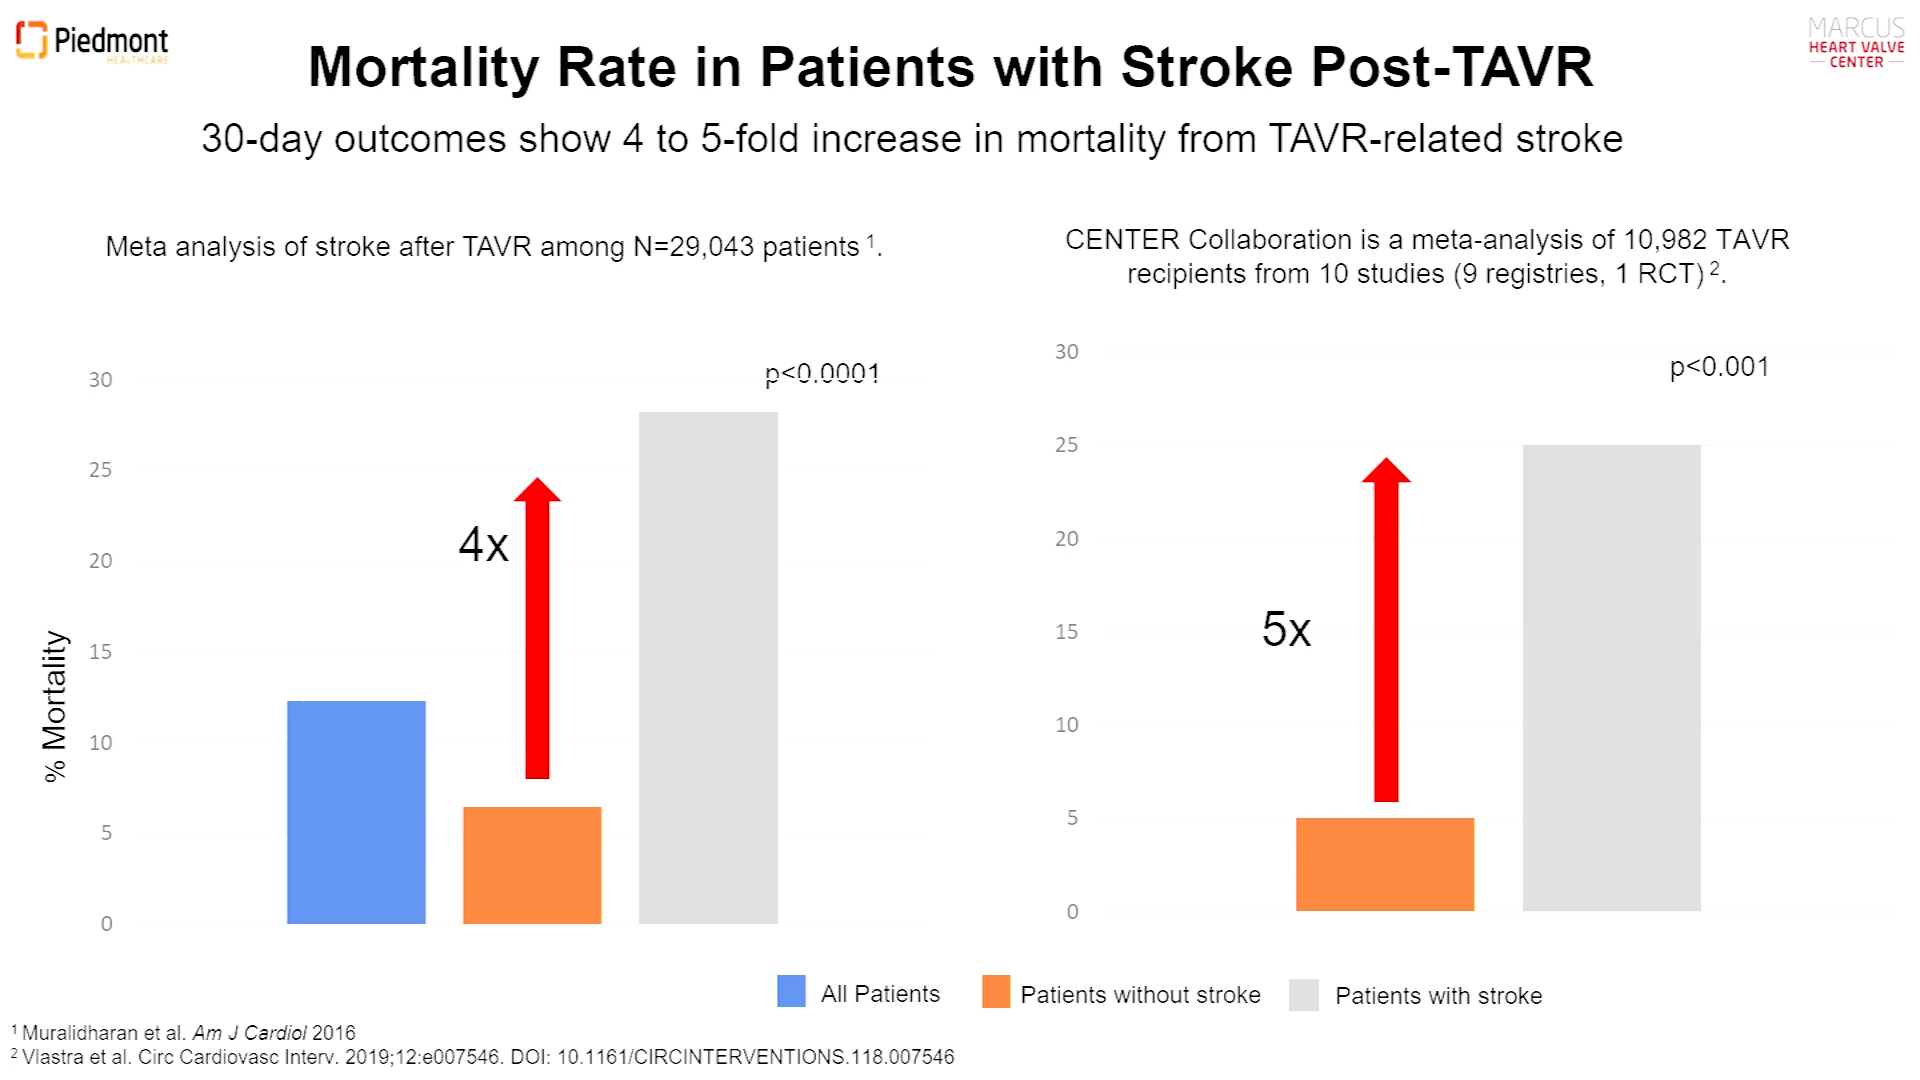 Piedmont
HEALTHCARE
MARCUS
HEART VALVE
CENTER
Mortality Rate in Patients with Stroke Post-TAVR
30-day outcomes show 4 to 5-fold increase in mortality from TAVR-related stroke
Meta analysis of stroke after TAVR among N=29,043 patients 1.
% Mortality
30
25
20
15
10
5
0
p<0.0001
4x
CENTER Collaboration is a meta-analysis of 10,982 TAVR
recipients from 10 studies (9 registries, 1 RCT) 2.
30
25
20
15
10
5
0
p<0.001
5x
All Patients
Patients without stroke
Patients with stroke
1 Muralidharan et al. Am J Cardiol 2016
2 Vlastra et al. Circ Cardiovasc Interv. 2019;12:e007546. DOI: 10.1161/CIRCINTERVENTIONS.118.007546